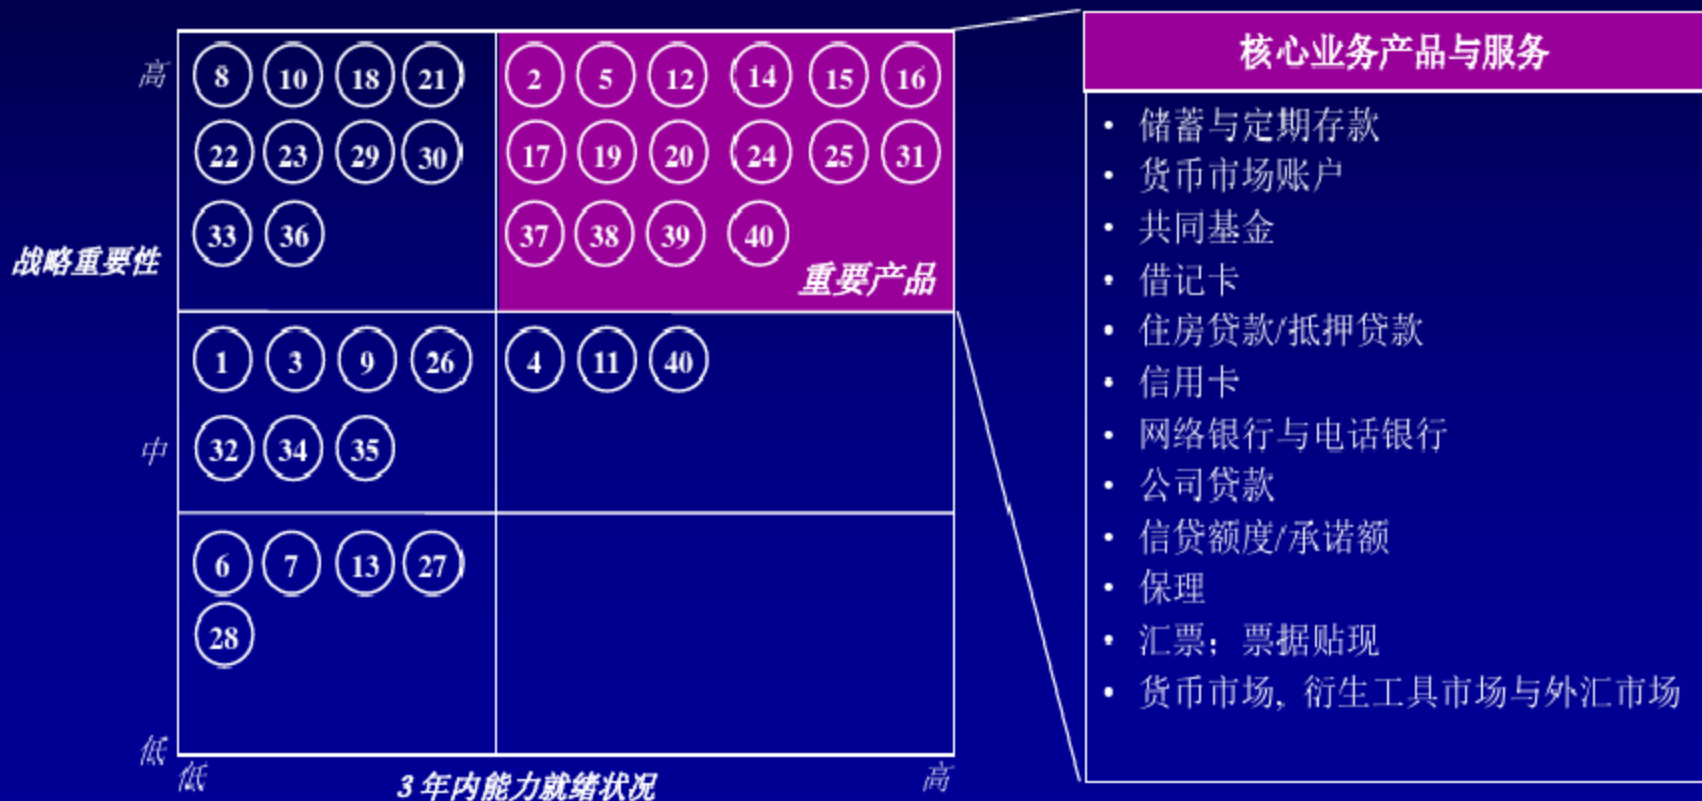 核心业务产品与服务
高
8 10 18 21 2 5 12 14 15 16
22 23 29 30 17 19 20 24 25 31
33 36 37 38 39 40
战略重要性
重要产品
1 3 9 26 4 11 40
中
32 34 35
6 7 13 27
28
低
低
3 年内能力就绪状况
高
• 储蓄与定期存款
• 货币市场账户
• 共同基金
• 借记卡
• 住房贷款/抵押贷款
• 信用卡
• 网络银行与电话银行
• 公司贷款
• 信贷额度/承诺额
• 保理
• 汇票；票据贴现
• 货币市场, 衍生工具市场与外汇市场